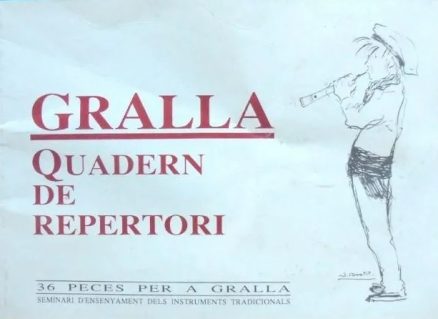 GRALLA
QUADERN
DE
REPERTORI
36 PECES PER A GRALLA
SEMINARI D'ENSENYAMENT DELS INSTRUMENTS TRADICIONALS